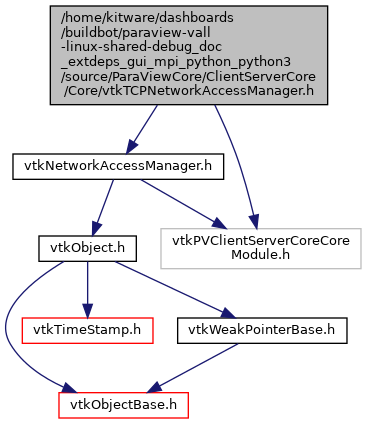 /home/kitware/dashboards
/buildbot/paraview-vall
-linux-shared-debug_doc
_extdeps_gui_mpi_python_python3
/source/ParaViewCore/ClientServerCore
/Core/vtkTCPNetworkAccessManager.h
vtkNetworkAccessManager.h
vtkObject.h
vtkPVClientServerCoreCore
Module.h
vtkTimeStamp.h
vtkWeakPointerBase.h
vtkObjectBase.h